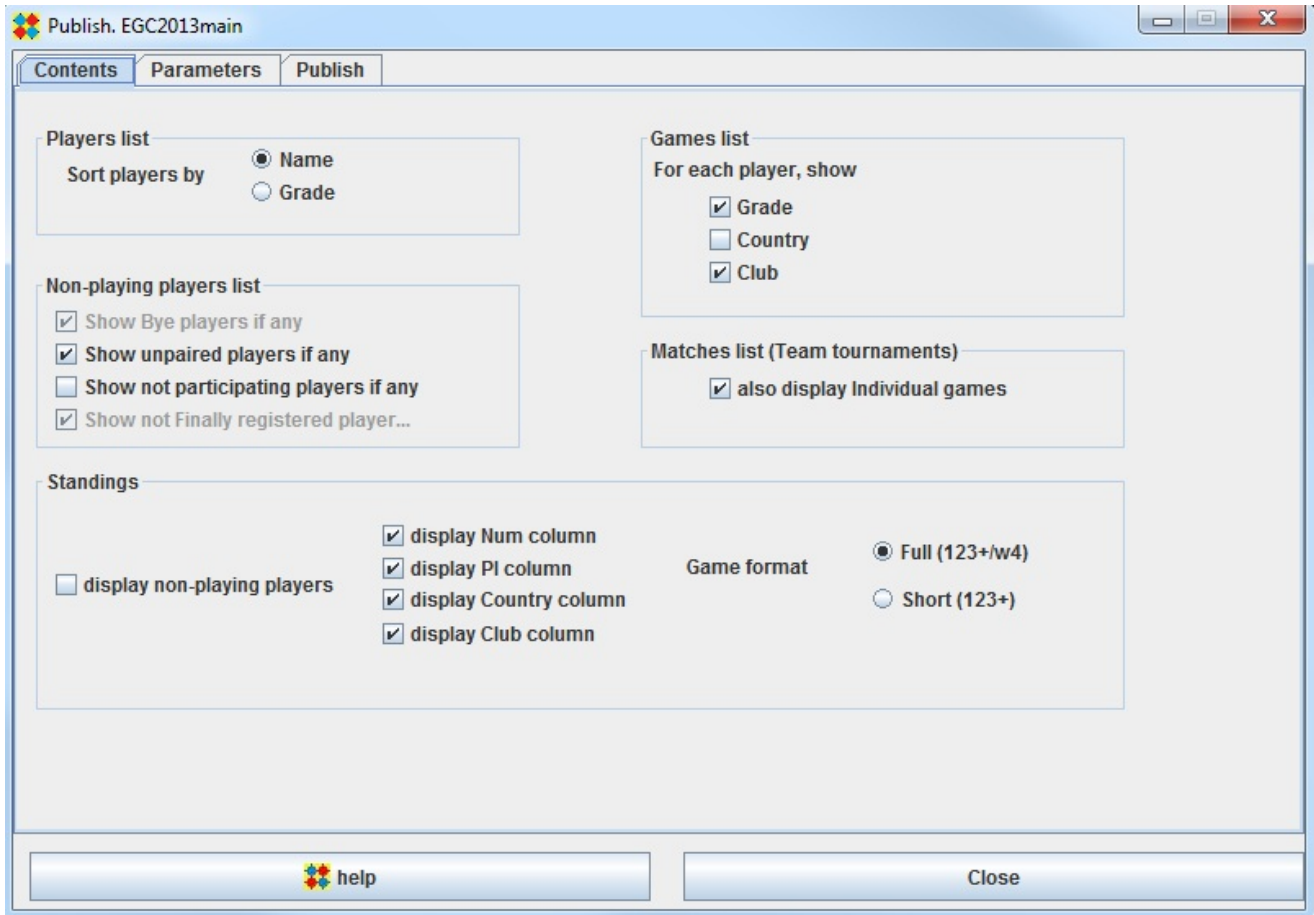 Publish. EGC2013main
Contents Parameters Publish
Players list
Sort players by
Name
Grade
Games list
For each player, show
Grade
Country
Club
Non-playing players list
Show Bye players if any
Show unpaired players if any
Show not participating players if any
Show not Finally registered player...
Matches list (Team tournaments)
also display Individual games
Standings
display non-playing players
display Num column
display Pl column
display Country column
display Club column
Game format
Full (123+/w4)
Short (123+)
help
Close